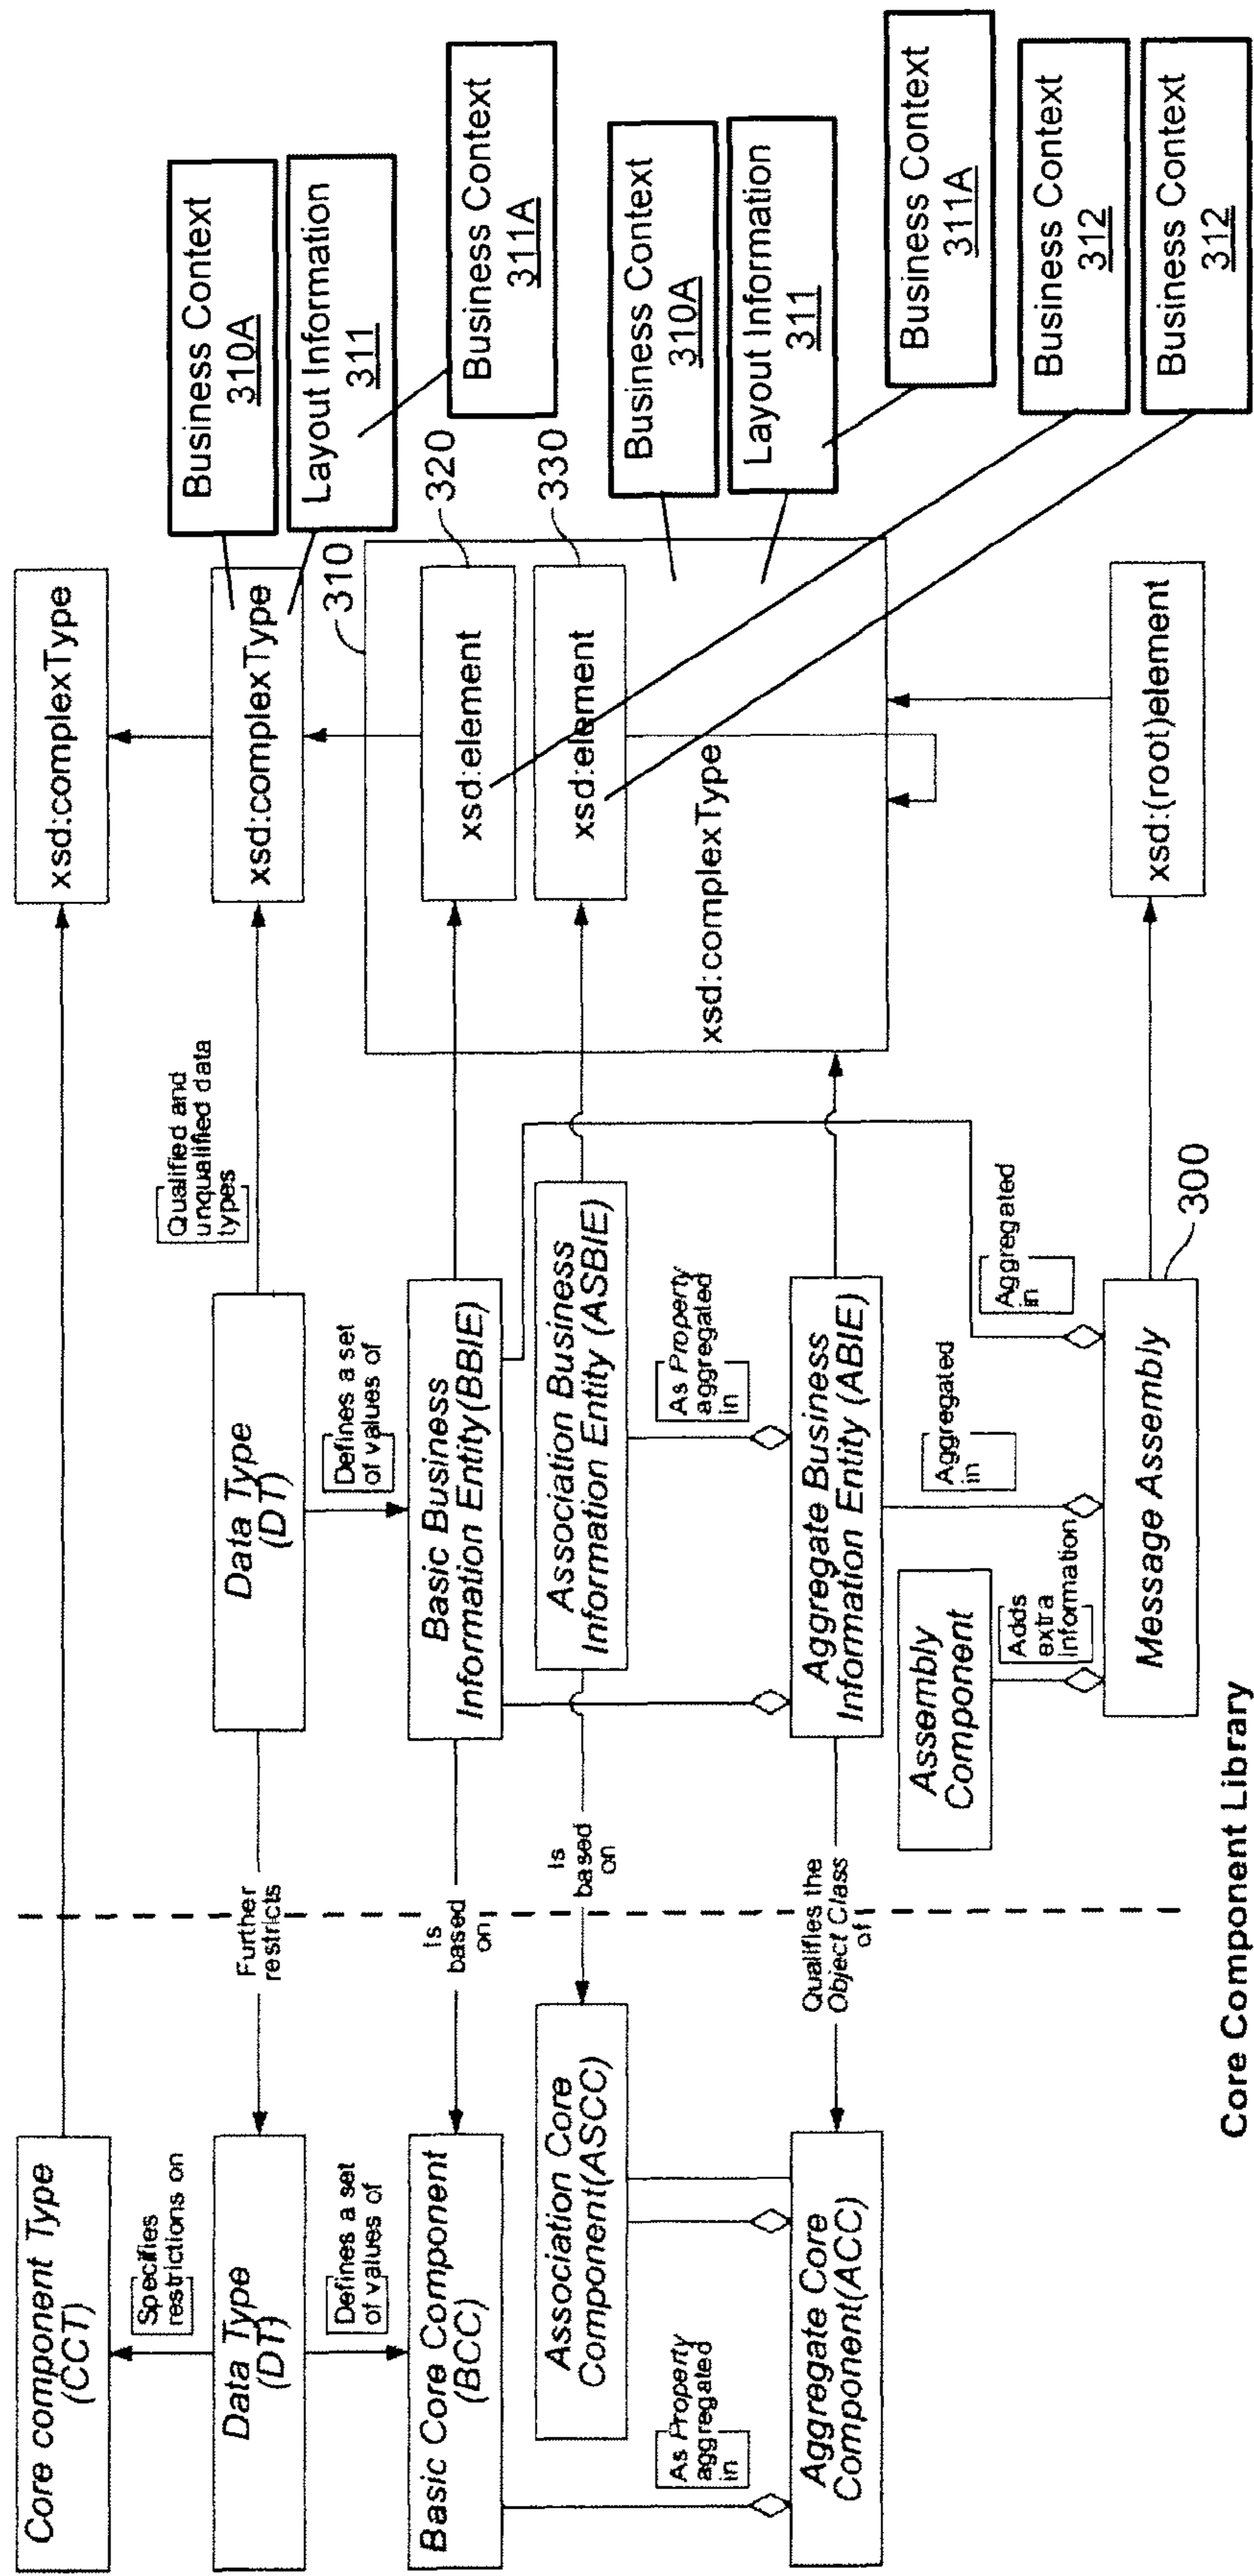 Core component Type
(CCT)
xsd:complexType
Specifies
restrictions on
Data Type
(DT)
Further
restricts
Data Type
(DT)
Qualified and
unqualified data
types
xsd:complexType
Business Context
310A
Layout Information
311
Business Context
311A
Defines a set
of values of
Defines a set
of values of
310
Basic Core Component
(BCC)
Is
based
on
Basic Business
Information Entity(BBIE)
xsd:element
320
Association Core
Component(ASCC)
Is
based
on
Association Business
Information Entity (ASBIE)
xsd:element
330
As Property
aggregated
in
As Property
aggregated
in
xsd:complexType
Business Context
310A
Layout Information
311
Business Context
311A
Aggregate Core
Component(ACC)
Qualifies the
Object Class
of
Aggregate Business
Information Entity (ABIE)
Assembly
Component
Aggregated
in
Aggregated
in
Adds
extra
information
Business Context
312
Business Context
312
Message Assembly
300
xsd:(root)element
Core Component Library